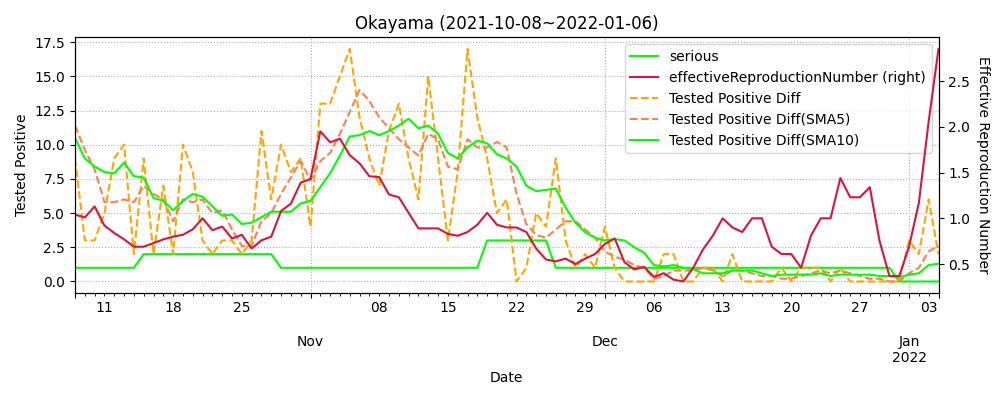 Okayama (2021-10-08~2022-01-06)
17.5
15.0
12.5
10.0
7.5
5.0
2.5
0.0
Tested Positive
serious
effectiveReproductionNumber (right)
Tested Positive Diff
Tested Positive Diff(SMA5)
Tested Positive Diff(SMA10)
2.5
2.0
1.5
1.0
0.5
Effective Reproduction Number
11 18 25 08 15 22 29 06 13 20 27 03
Nov Dec Jan
2022
Date